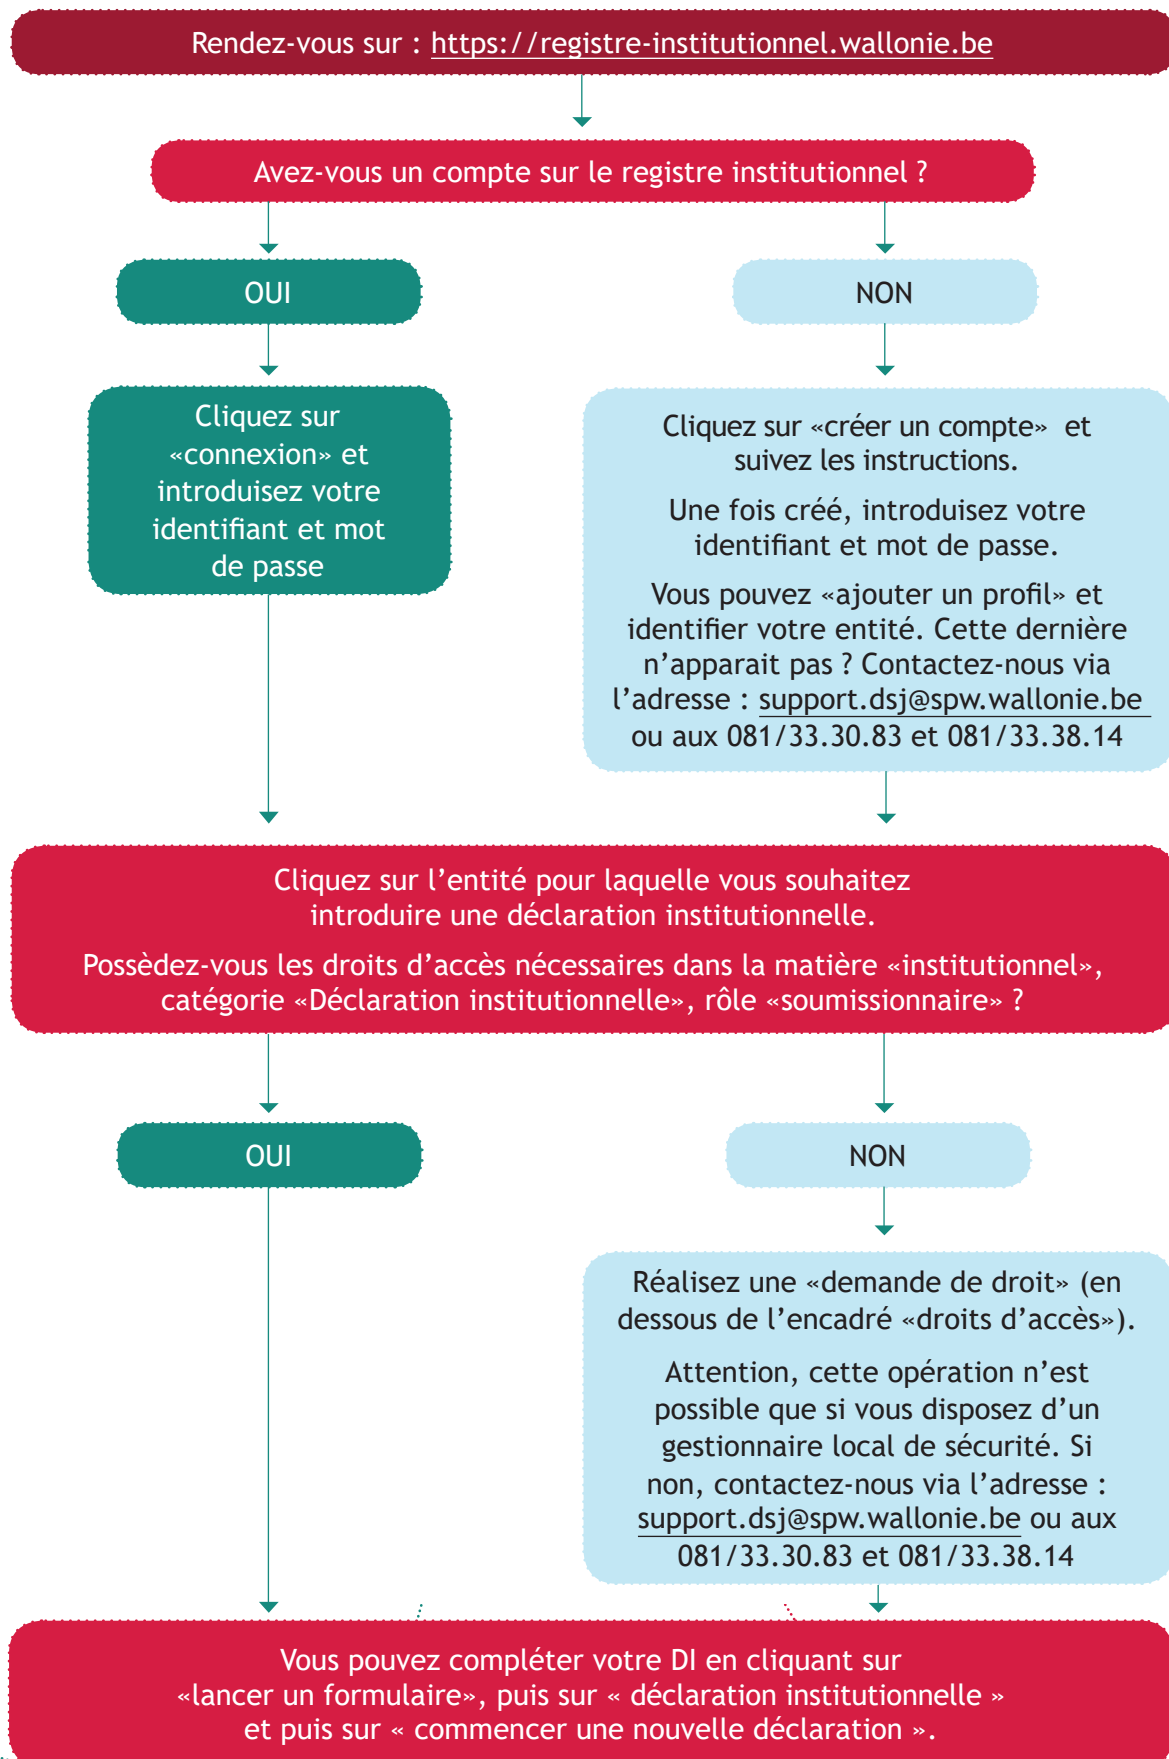 Rendez-vous sur : https://registre-institutionnel.wallonie.be
Avez-vous un compte sur le registre institutionnel ?
OUI
NON
Cliquez sur
«connexion» et
introduisez votre
identifiant et mot
de passe
Cliquez sur «créer un compte» et
suivez les instructions.
Une fois créé, introduisez votre
identifiant et mot de passe.
Vous pouvez «ajouter un profil» et
identifier votre entité. Cette dernière
n’apparait pas ? Contactez-nous via
l’adresse : support.dsj@spw.wallonie.be
ou aux 081/33.30.83 et 081/33.38.14
Cliquez sur l’entité pour laquelle vous souhaitez
introduire une déclaration institutionnelle.
Possèdez-vous les droits d’accès nécessaires dans la matière «institutionnel»,
catégorie «Déclaration institutionnelle», rôle «soumissionnaire» ?
OUI
NON
Réalisez une «demande de droit» (en
dessous de l’encadré «droits d’accès»).
Attention, cette opération n’est
possible que si vous disposez d’un
gestionnaire local de sécurité. Si
non, contactez-nous via l’adresse :
support.dsj@spw.wallonie.be ou aux
081/33.30.83 et 081/33.38.14
Vous pouvez compléter votre DI en cliquant sur
«lancer un formulaire», puis sur « déclaration institutionnelle »
et puis sur « commencer une nouvelle déclaration ».